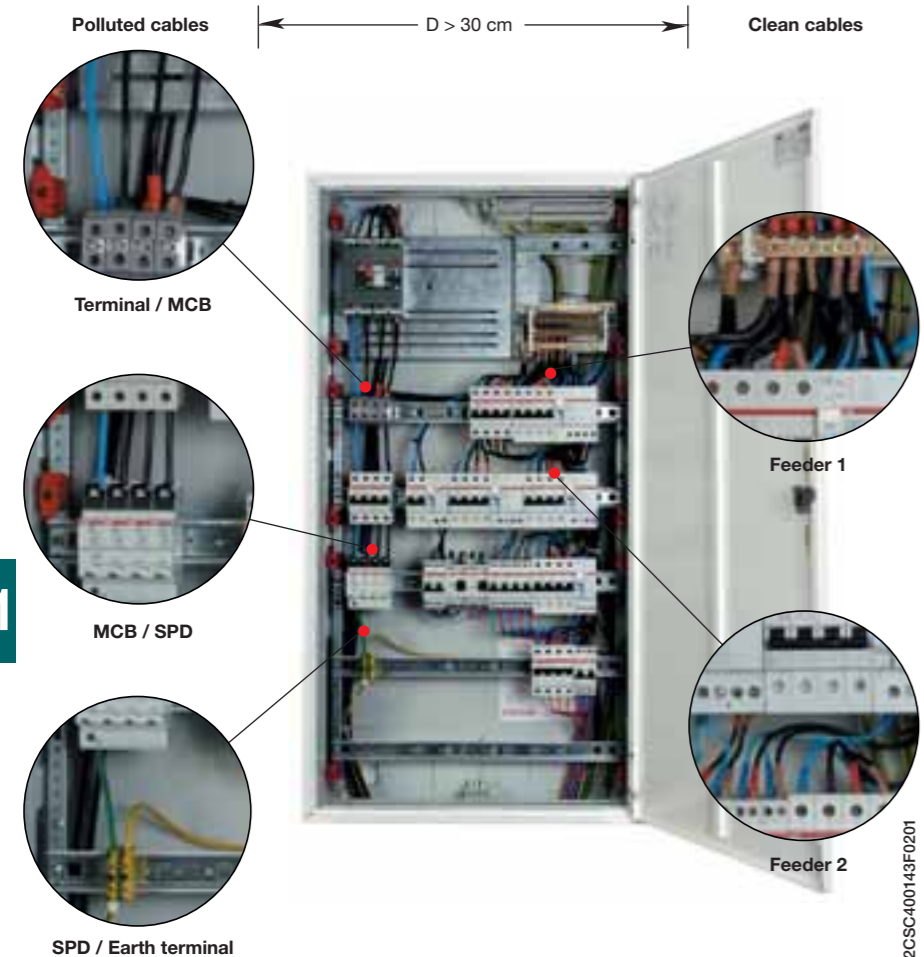 Polluted cables
D > 30 cm
Clean cables
Terminal / MCB
Feeder 1
MCB / SPD
1
Feeder 2
SPD / Earth terminal
2CSC400143F0201